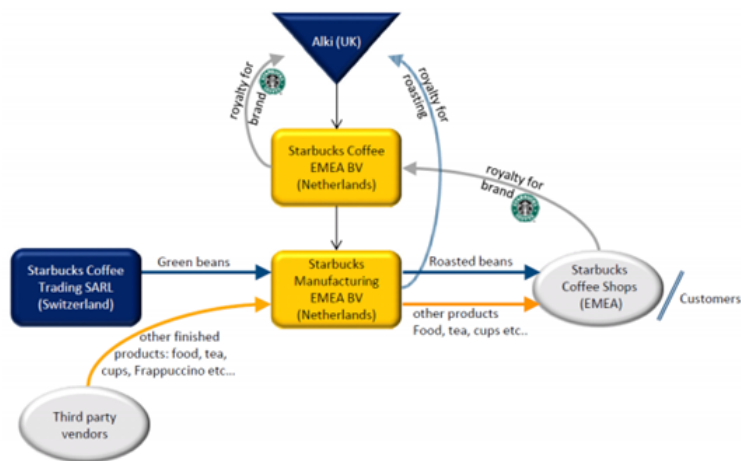 Alki (UK)
royalty for
brand
royalty for
roasting
Starbucks Coffee
EMEA BV
(Netherlands)
royalty for
brand
Starbucks Coffee
Trading SARL
(Switzerland)
Green beans
Starbucks
Manufacturing
EMEA BV
(Netherlands)
Roasted beans
Starbucks
Coffee Shops
(EMEA)
Customers
other finished
products: food, tea,
cups, Frappuccino etc...
other products
Food, tea, cups etc..
Third party
vendors